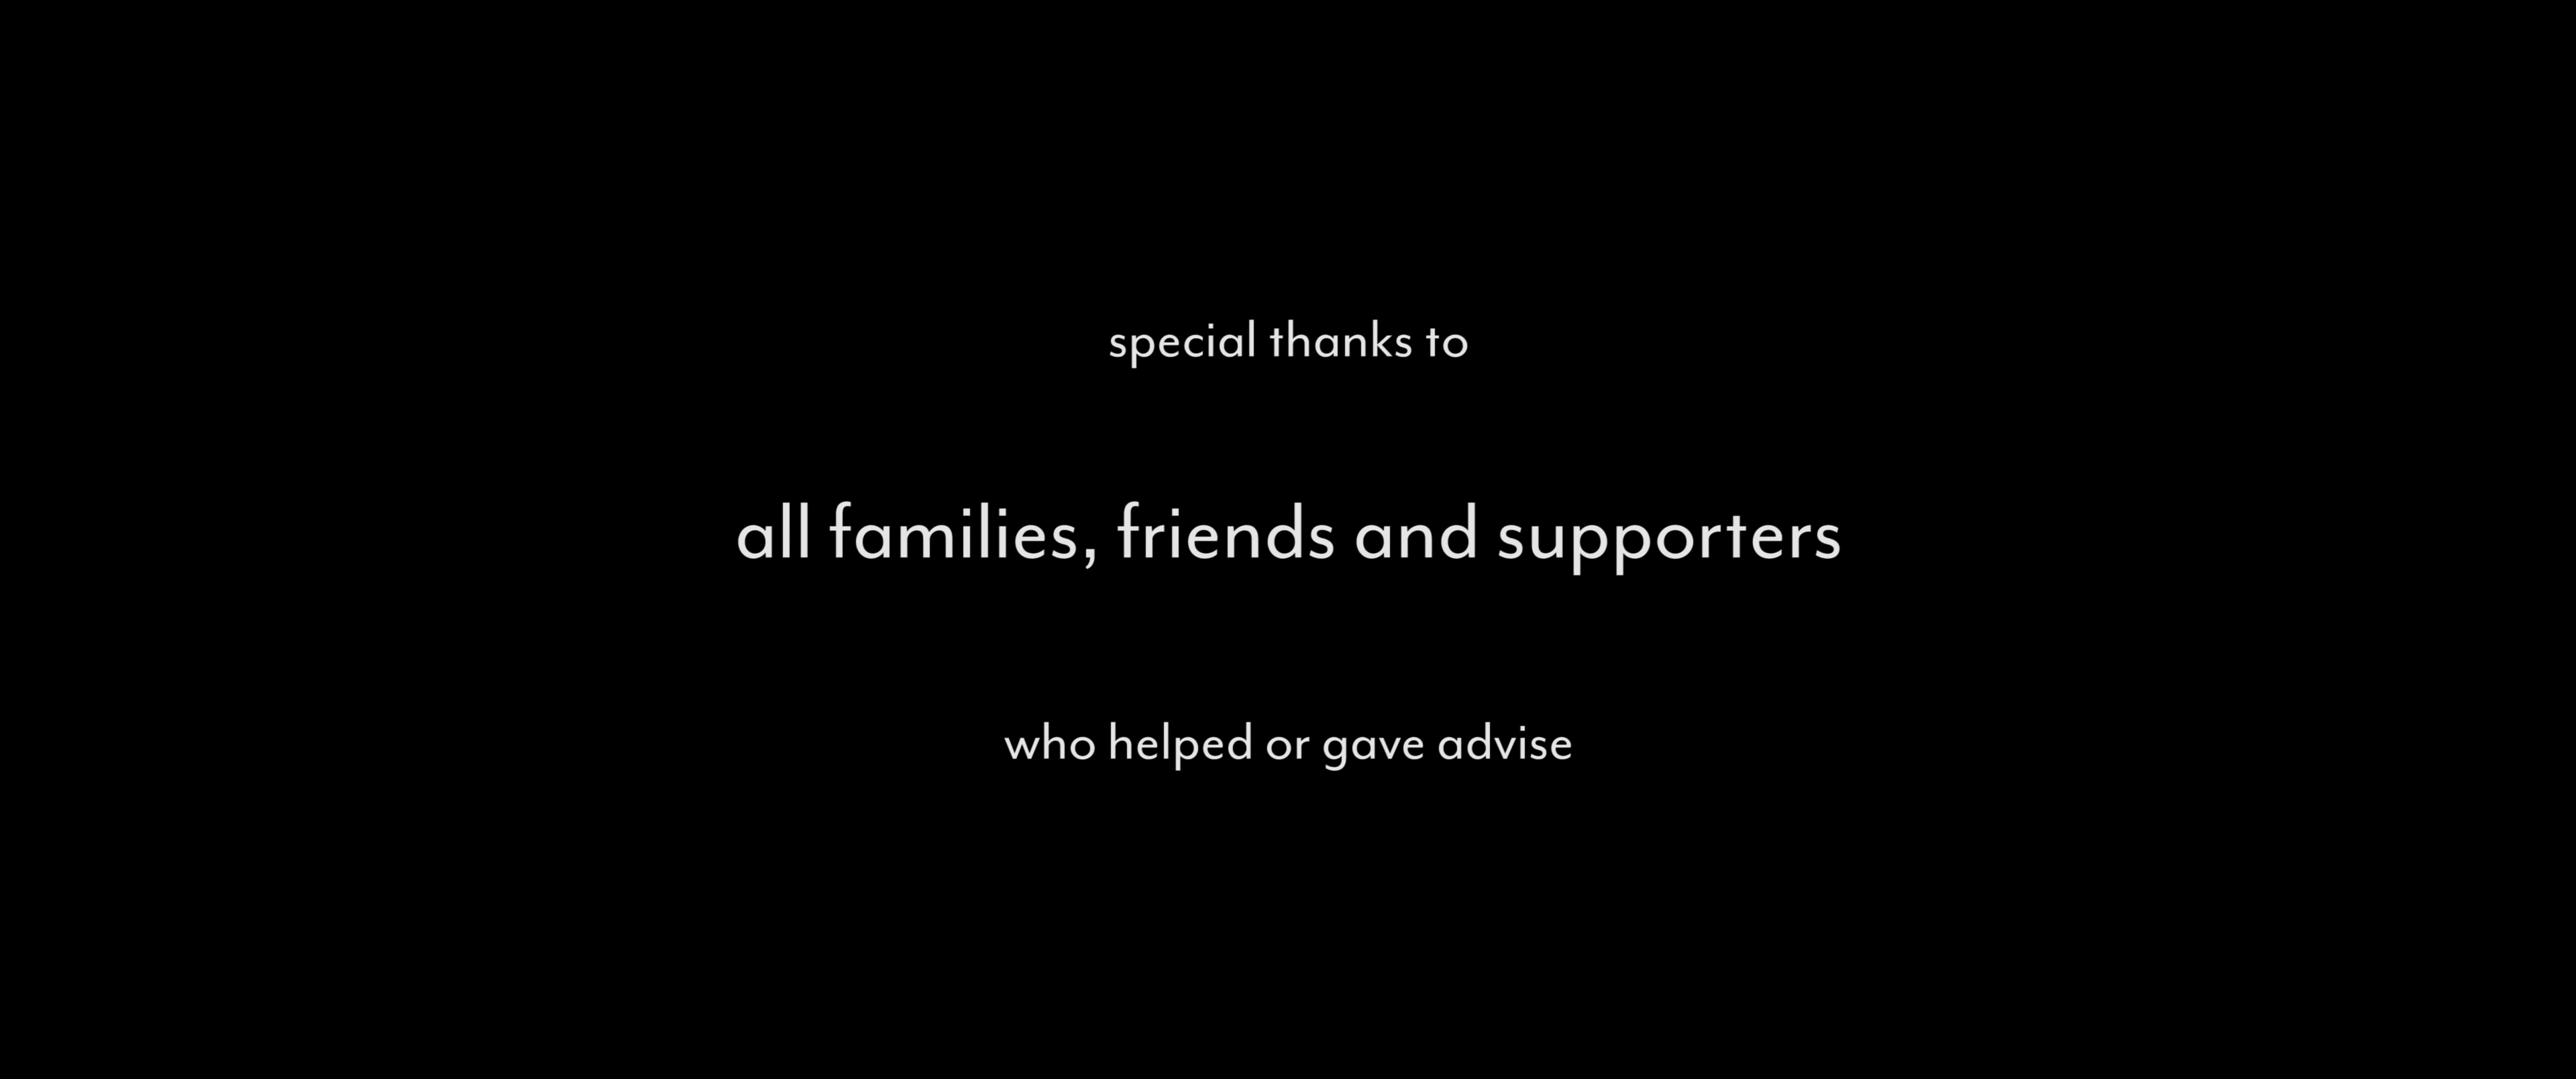 special thanks to
all families, friends and supporters
who helped or gave advise